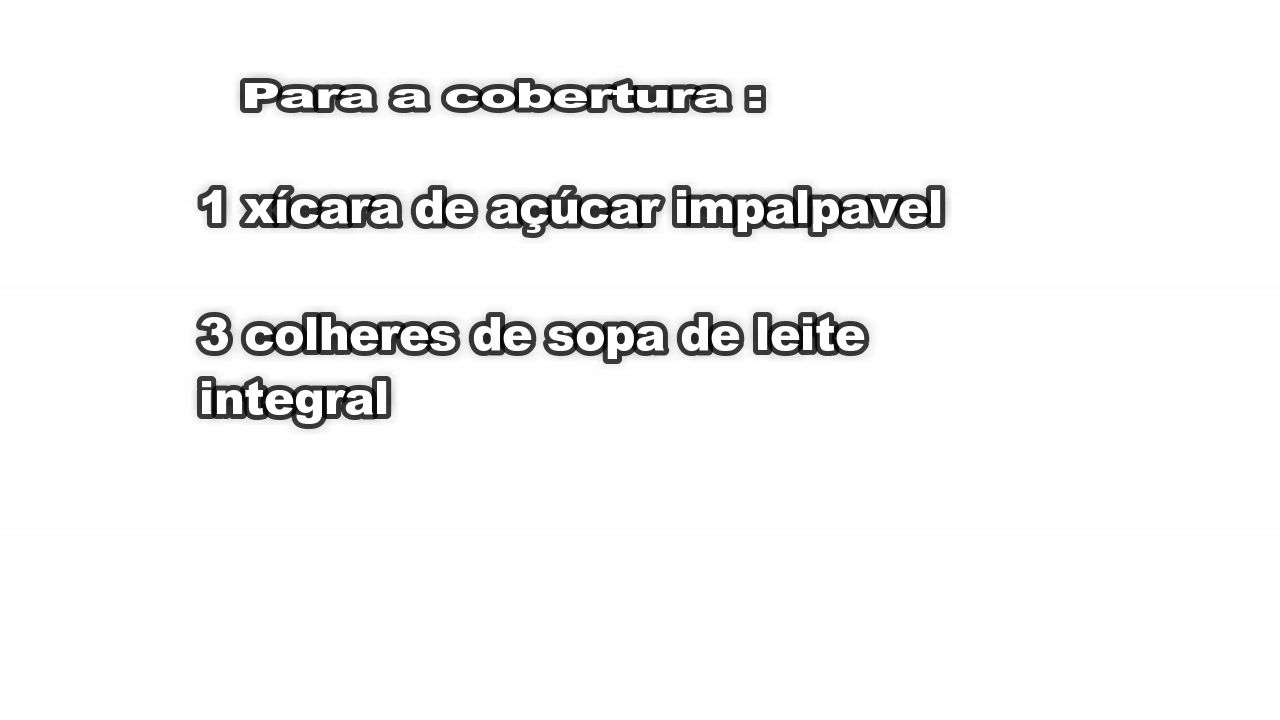 Para a cobertura :
1 xícara de açúcar impalpavel
3 colheres de sopa de leite
integral